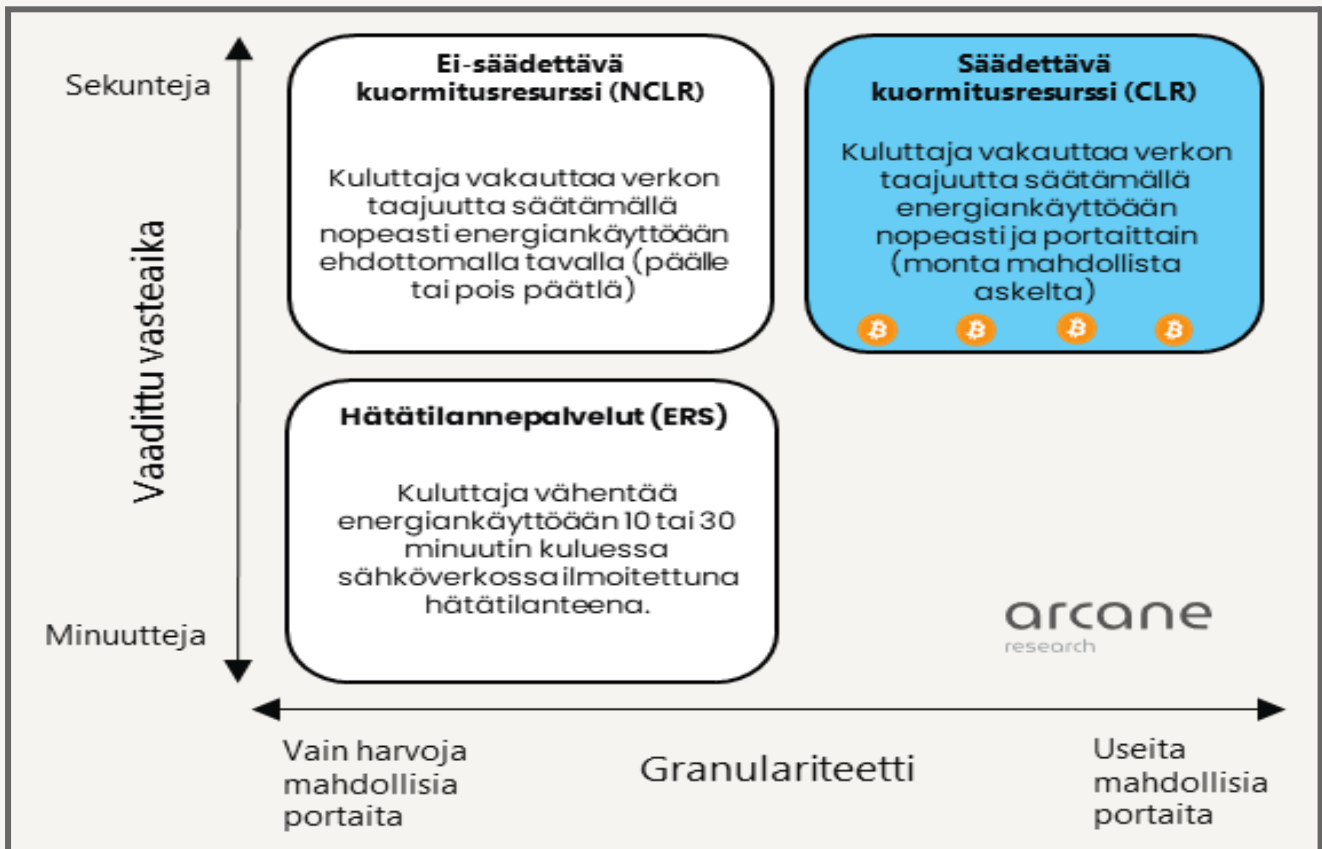 Sekunteja
Vaadittu vasteaika
Minuutteja
Ei-säädettävä
kuormitusresurssi (NCLR)
Kuluttaja vakauttaa verkon
taajuutta säätämällä
nopeasti energiankäyttöään
ehdottomalla tavalla (päälle
tai pois päätlä)
Säädettävä
kuormitusresurssi (CLR)
Kuluttaja vakauttaa verkon
taajuutta säätämällä
energiankäyttöään
nopeasti ja portaittain
(monta mahdollista
askelta)
Hätätilannepalvelut (ERS)
Kuluttaja vähentää
energiankäyttöään 10 tai 30
minuutin kuluessa
sähköverkossa ilmoitettuna
hätätilanteena.
arcane
research
Vain harvoja
mahdollisia
portaita
Granulariteetti
Useita
mahdollisia
portaita